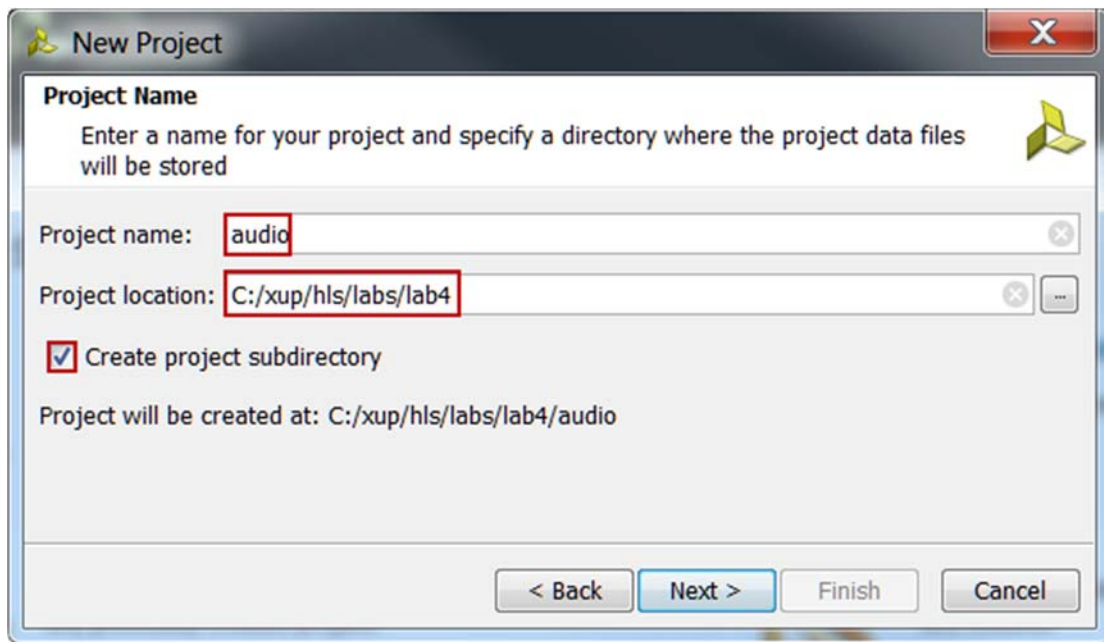 New Project
Project Name
Enter a name for your project and specify a directory where the project data files
will be stored
Project name: audio
Project location: C:/xup/hls/labs/lab4 ...
Create project subdirectory
Project will be created at: C:/xup/hls/labs/lab4/audio
< Back Next > Finish Cancel